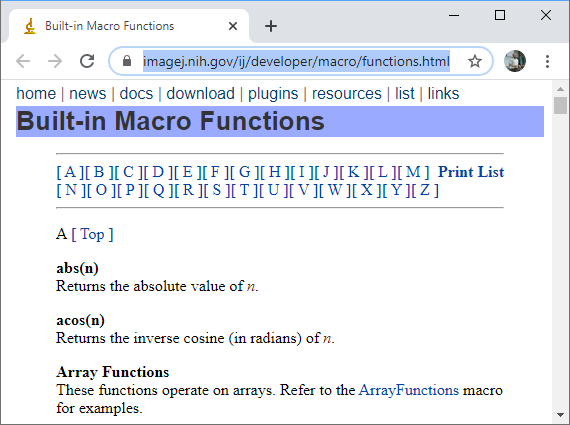 Built-in Macro Functions
imagej.nih.gov/ij/developer/macro/functions.html
home | news | docs | download | plugins | resources | list | links
Built-in Macro Functions
[ A ][ B ][ C ][ D ][ E ][ F ][ G ][ H ][ I ][ J ][ K ][ L ][ M ] Print List
[ N ][ O ][ P ][ Q ][ R ][ S ][ T ][ U ][ V ][ W ][ X ][ Y ][ Z ]
A [ Top ]
abs(n)
Returns the absolute value of n.
acos(n)
Returns the inverse cosine (in radians) of n.
Array Functions
These functions operate on arrays. Refer to the ArrayFunctions macro
for examples.